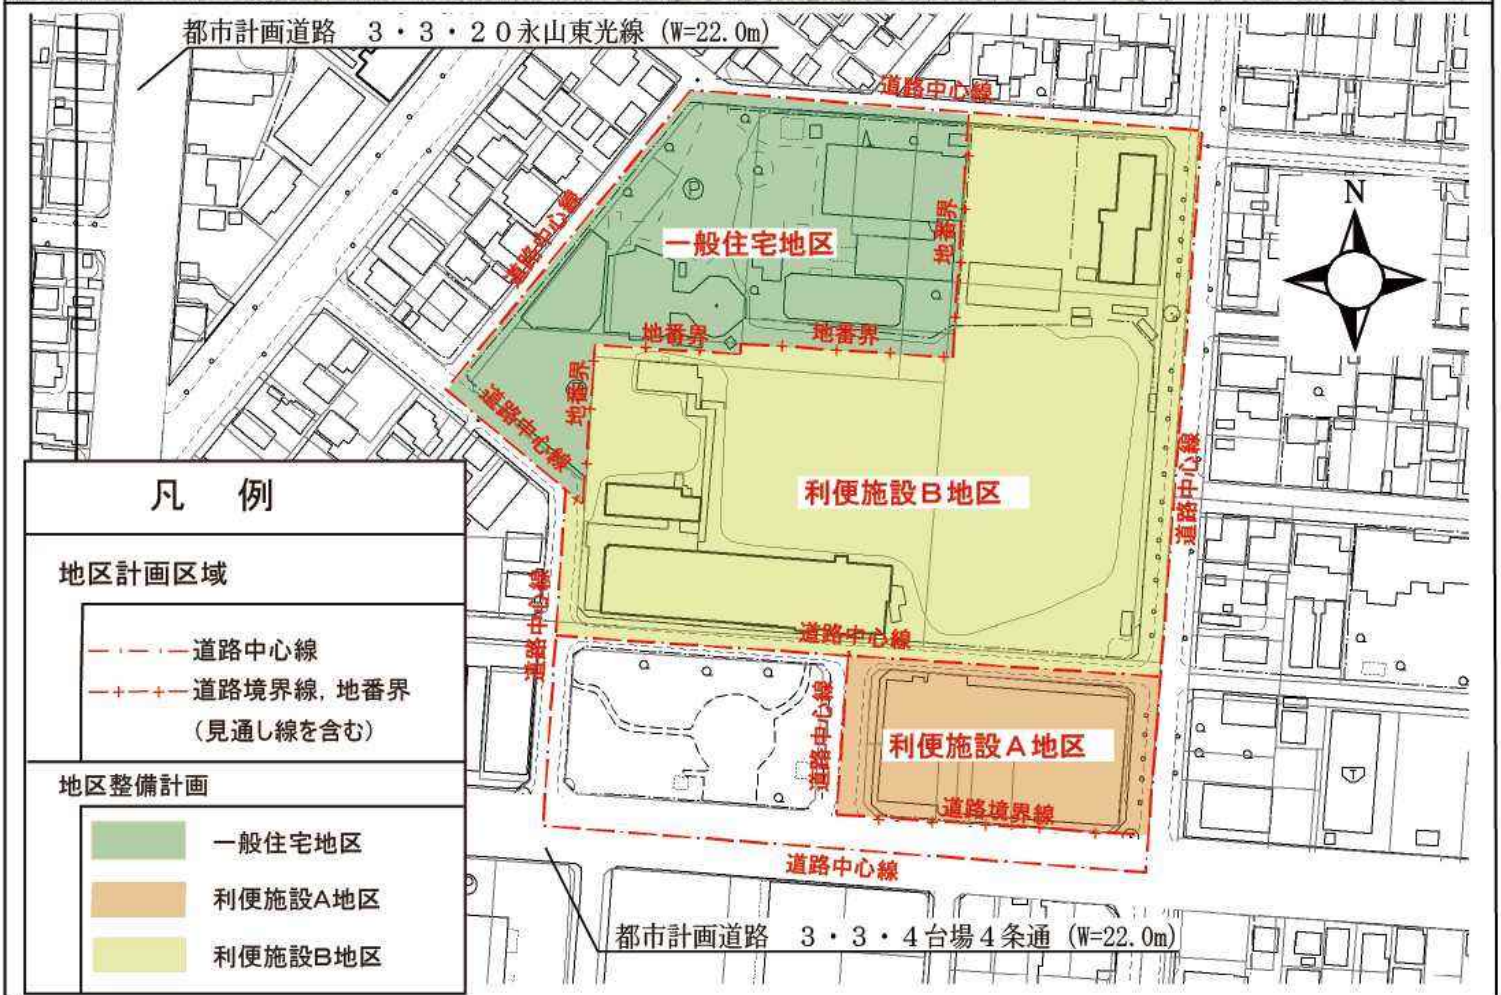 都市計画道路　3・3・20永山東光線 (W=22.0m)
道路中心線
N
道路中心線
P
一般住宅地区
地番界
地番界
地番界
地番界
道路中心線
利便施設B地区
道路中心線
凡　例
地区計画区域
道路中心線
道路境界線, 地番界
(見通し線を含む)
地区整備計画
一般住宅地区
利便施設A地区
利便施設B地区
道路中心線
道路中心線
道路中心線
利便施設A地区
T
道路境界線
道路中心線
都市計画道路　3・3・4台場4条通 (W=22.0m)